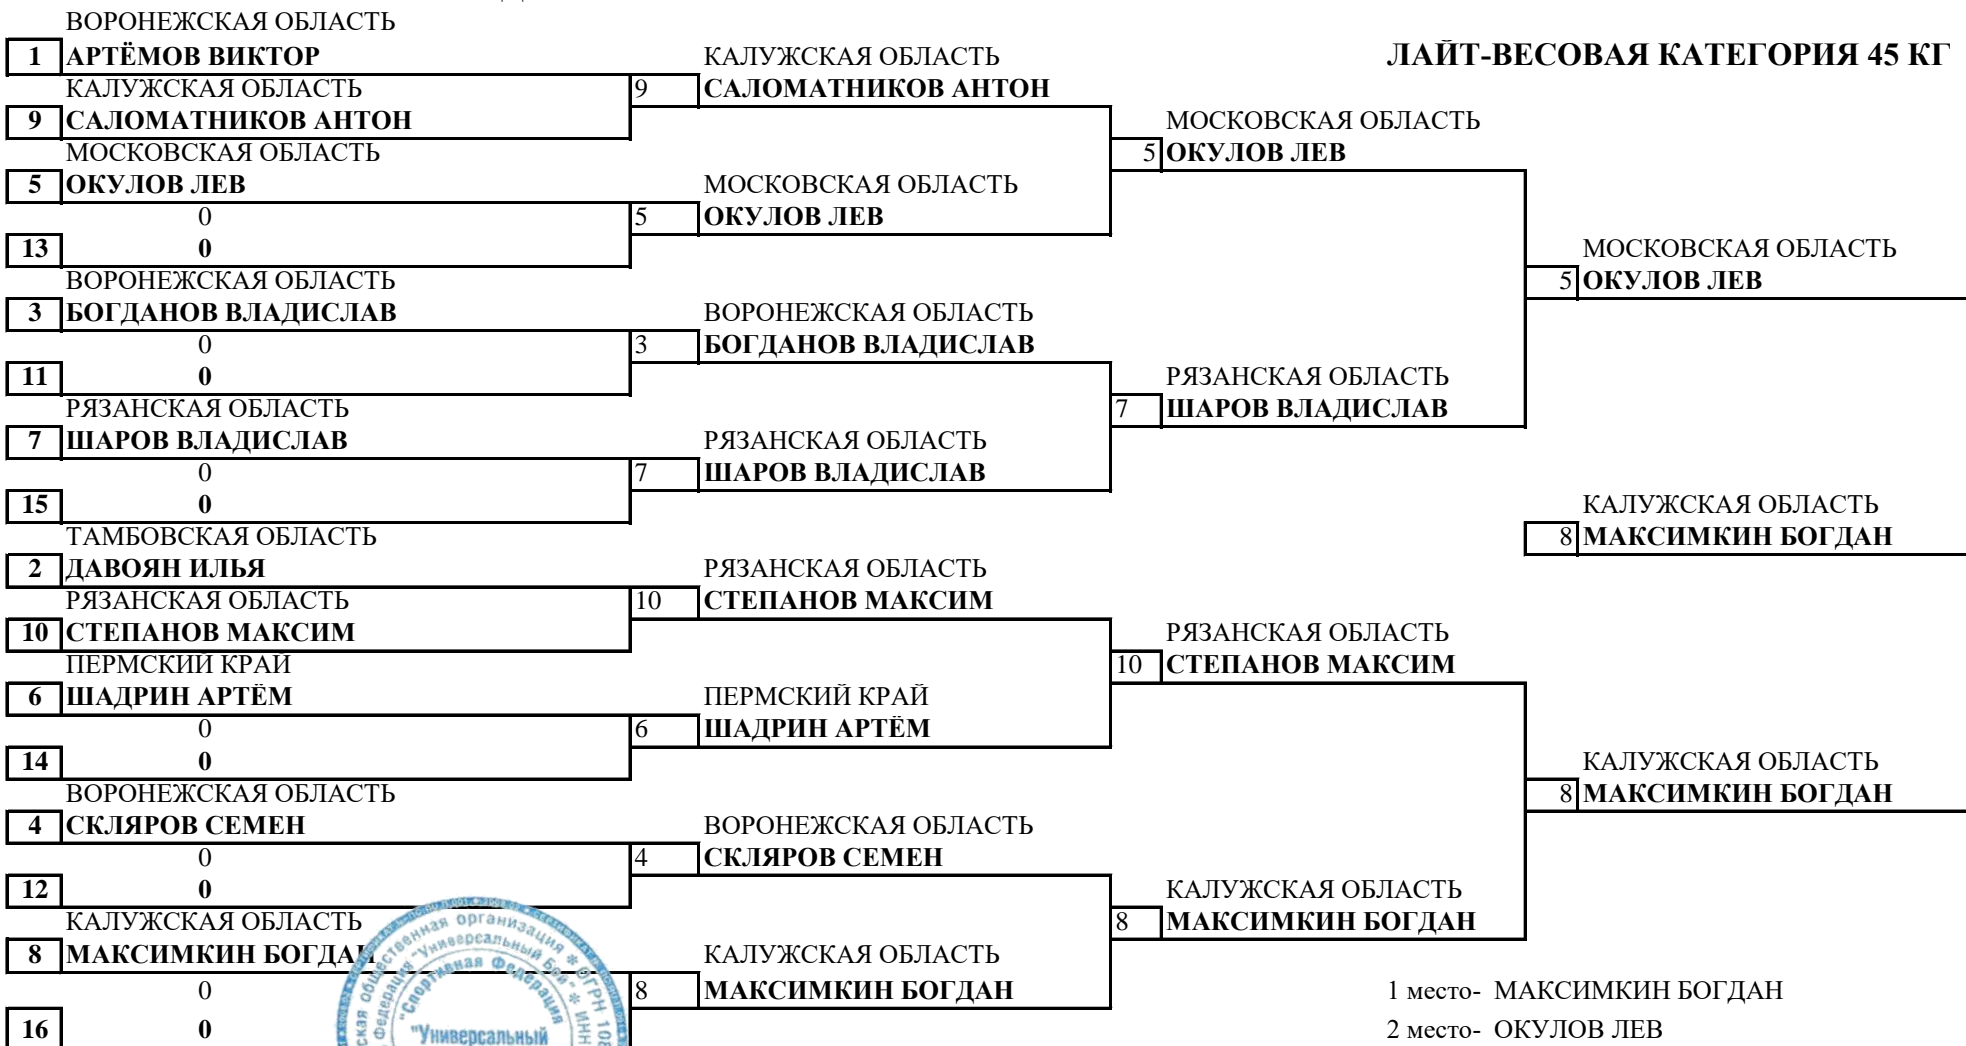 ВОРОНЕЖСКАЯ ОБЛАСТЬ
1 АРТЁМОВ ВИКТОР
КАЛУЖСКАЯ ОБЛАСТЬ
9 САЛОМАТНИКОВ АНТОН
МОСКОВСКАЯ ОБЛАСТЬ
5 ОКУЛОВ ЛЕВ
0
13 0
ВОРОНЕЖСКАЯ ОБЛАСТЬ
3 БОГДАНОВ ВЛАДИСЛАВ
0
11 0
РЯЗАНСКАЯ ОБЛАСТЬ
7 ШАРОВ ВЛАДИСЛАВ
0
15 0
ТАМБОВСКАЯ ОБЛАСТЬ
2 ДАВОЯН ИЛЬЯ
РЯЗАНСКАЯ ОБЛАСТЬ
10 СТЕПАНОВ МАКСИМ
ПЕРМСКИЙ КРАЙ
6 ШАДРИН АРТЁМ
0
14 0
ВОРОНЕЖСКАЯ ОБЛАСТЬ
4 СКЛЯРОВ СЕМЕН
0
12 0
КАЛУЖСКАЯ ОБЛАСТЬ
8 МАКСИМКИН БОГДАН
0
16 0
КАЛУЖСКАЯ ОБЛАСТЬ
9 САЛОМАТНИКОВ АНТОН
МОСКОВСКАЯ ОБЛАСТЬ
5 ОКУЛОВ ЛЕВ
ВОРОНЕЖСКАЯ ОБЛАСТЬ
3 БОГДАНОВ ВЛАДИСЛАВ
РЯЗАНСКАЯ ОБЛАСТЬ
7 ШАРОВ ВЛАДИСЛАВ
РЯЗАНСКАЯ ОБЛАСТЬ
10 СТЕПАНОВ МАКСИМ
ПЕРМСКИЙ КРАЙ
6 ШАДРИН АРТЁМ
ВОРОНЕЖСКАЯ ОБЛАСТЬ
4 СКЛЯРОВ СЕМЕН
КАЛУЖСКАЯ ОБЛАСТЬ
8 МАКСИМКИН БОГДАН
ЛАЙТ-ВЕСОВАЯ КАТЕГОРИЯ 45 КГ
МОСКОВСКАЯ ОБЛАСТЬ
5 ОКУЛОВ ЛЕВ
РЯЗАНСКАЯ ОБЛАСТЬ
7 ШАРОВ ВЛАДИСЛАВ
РЯЗАНСКАЯ ОБЛАСТЬ
10 СТЕПАНОВ МАКСИМ
КАЛУЖСКАЯ ОБЛАСТЬ
8 МАКСИМКИН БОГДАН
МОСКОВСКАЯ ОБЛАСТЬ
5 ОКУЛОВ ЛЕВ
КАЛУЖСКАЯ ОБЛАСТЬ
8 МАКСИМКИН БОГДАН
КАЛУЖСКАЯ ОБЛАСТЬ
8 МАКСИМКИН БОГДАН
1 место- МАКСИМКИН БОГДАН
2 место- ОКУЛОВ ЛЕВ
организация * ОГРН
Федерация "Универсальный Бой" * ИНН
"Спортивная Федерация
"Универсальный